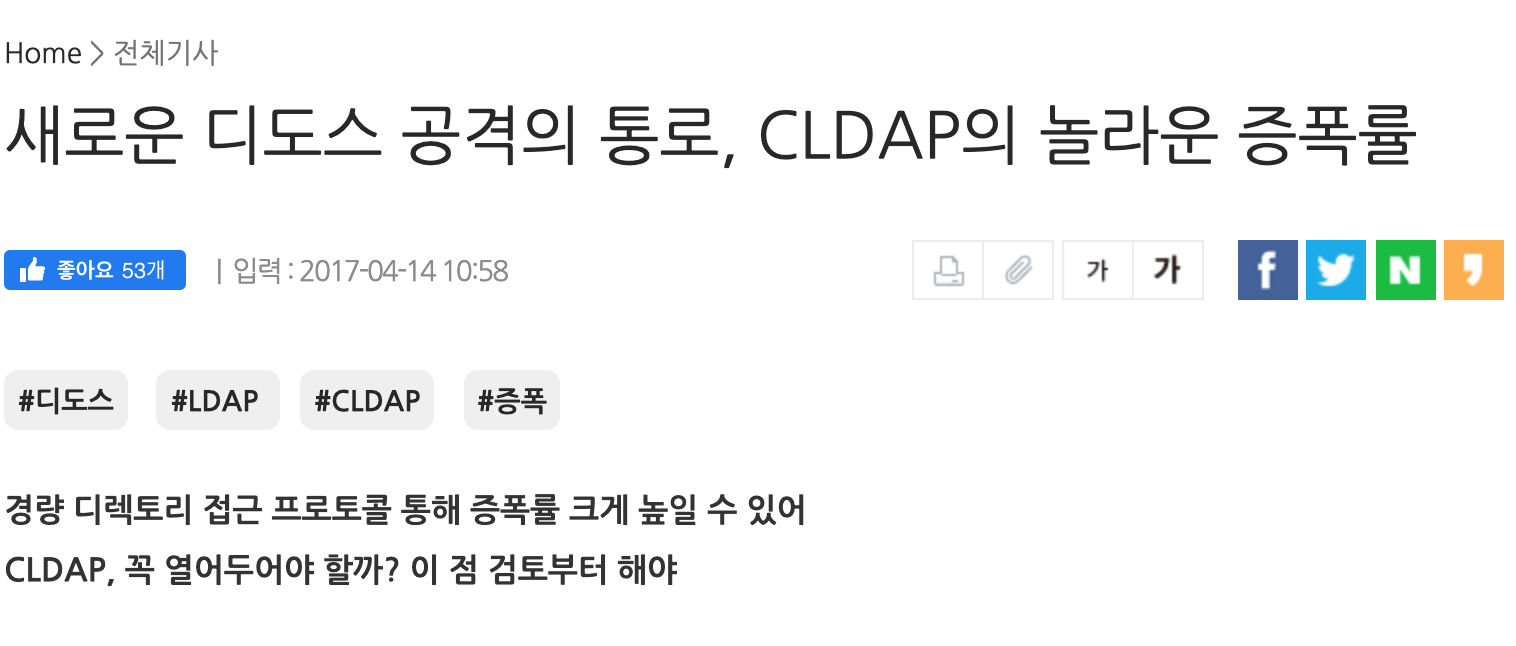 Home > 전체기사
새로운 디도스 공격의 통로, CLDAP의 놀라운 증폭률
좋아요 53개 | 입력 : 2017-04-14 10:58 가 가 f N
#디도스 #LDAP #CLDAP #증폭
경량 디렉토리 접근 프로토콜 통해 증폭률 크게 높일 수 있어
CLDAP, 꼭 열어두어야 할까? 이 점 검토부터 해야